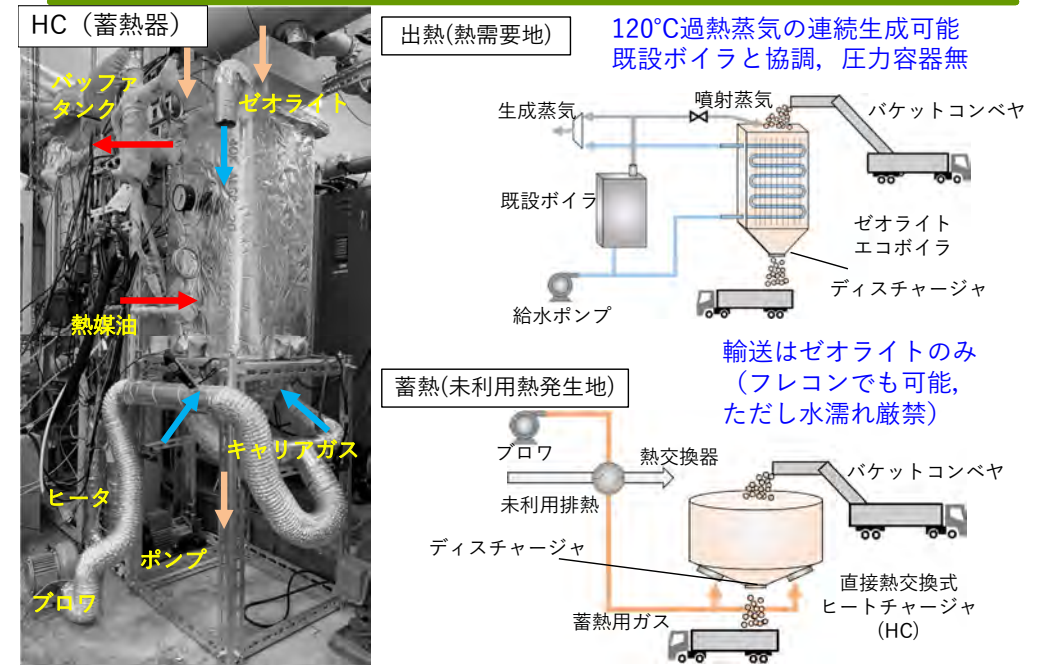 HC（蓄熱器）
バッファ
タンク
ゼオライト
熱媒油
キャリアガス
ヒータ
ポンプ
ブロワ
出熱(熱需要地)
120°C過熱蒸気の連続生成可能
既設ボイラと協調，圧力容器無
生成蒸気
噴射蒸気
バケットコンベヤ
既設ボイラ
ゼオライト
エコボイラ
ディスチャージャ
給水ポンプ
輸送はゼオライトのみ
（フレコンでも可能，
ただし水濡れ厳禁）
蓄熱(未利用熱発生地)
ブロワ
熱交換器
バケットコンベヤ
未利用排熱
ディスチャージャ
直接熱交換式
ヒートチャージャ
(HC)
蓄熱用ガス